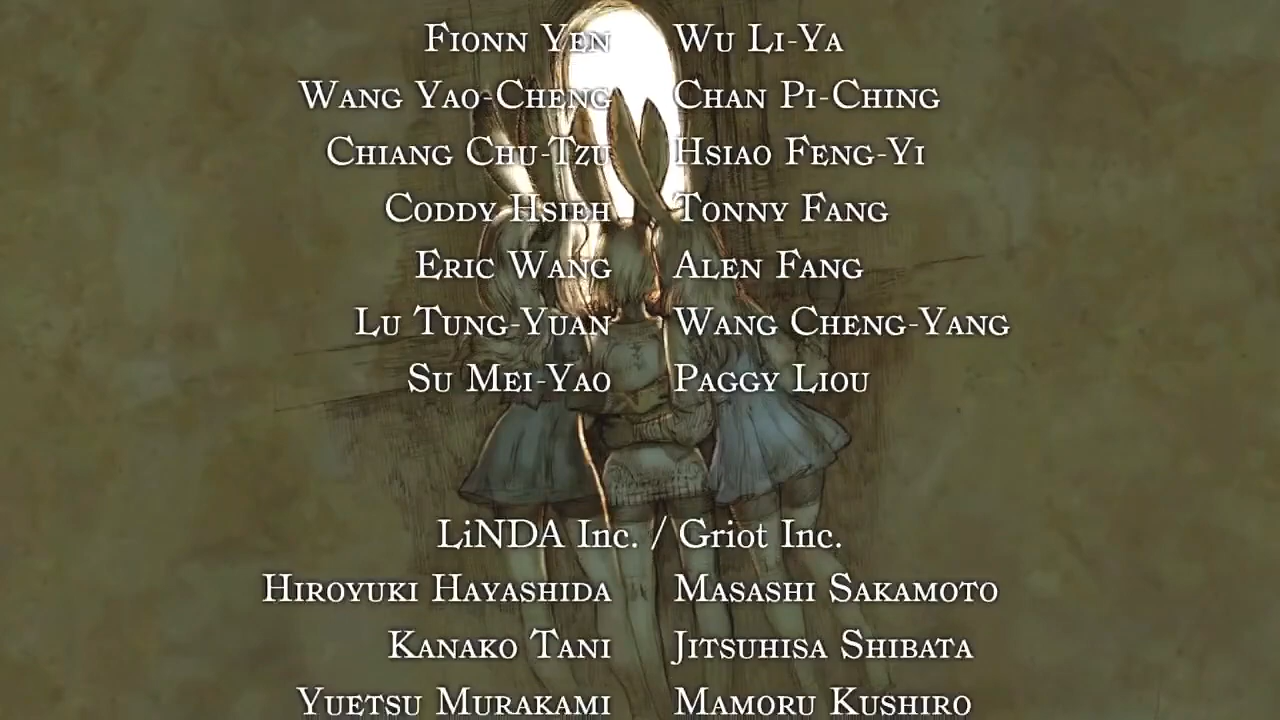 Fionn Yen Wu Li-Ya
Wang Yao-Cheng Chan Pi-Ching
Chiang Chu-Tzu Hsiao Feng-Yi
Coddy Hsieh Tonny Fang
Eric Wang Alen Fang
Lu Tung-Yuan Wang Cheng-Yang
Su Mei-Yao Paggy Liou
LiNDA Inc. / Griot Inc.
Hiroyuki Hayashida Masashi Sakamoto
Kanako Tani Jitsuhisa Shibata
Yuetsu Murakami Mamoru Kushiro